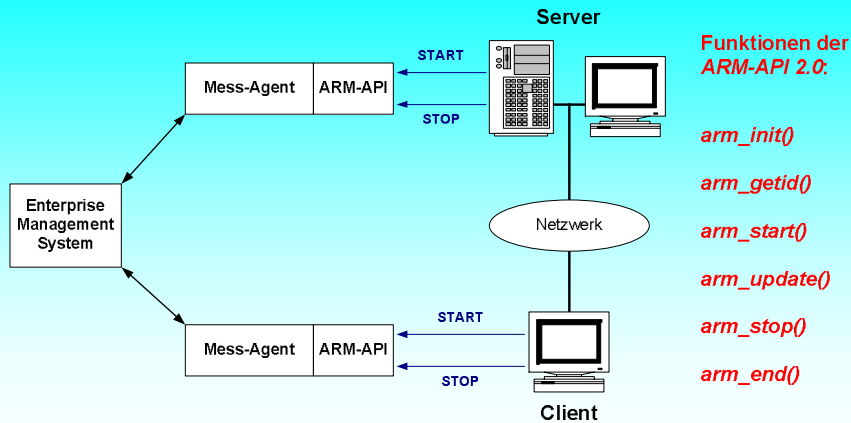 Server
START
Mess-Agent
ARM-API
STOP
Enterprise
Management
System
Netzwerk
START
Mess-Agent
ARM-API
STOP
Client
Funktionen der
ARM-API 2.0:
arm_init()
arm_getid()
arm_start()
arm_update()
arm_stop()
arm_end()